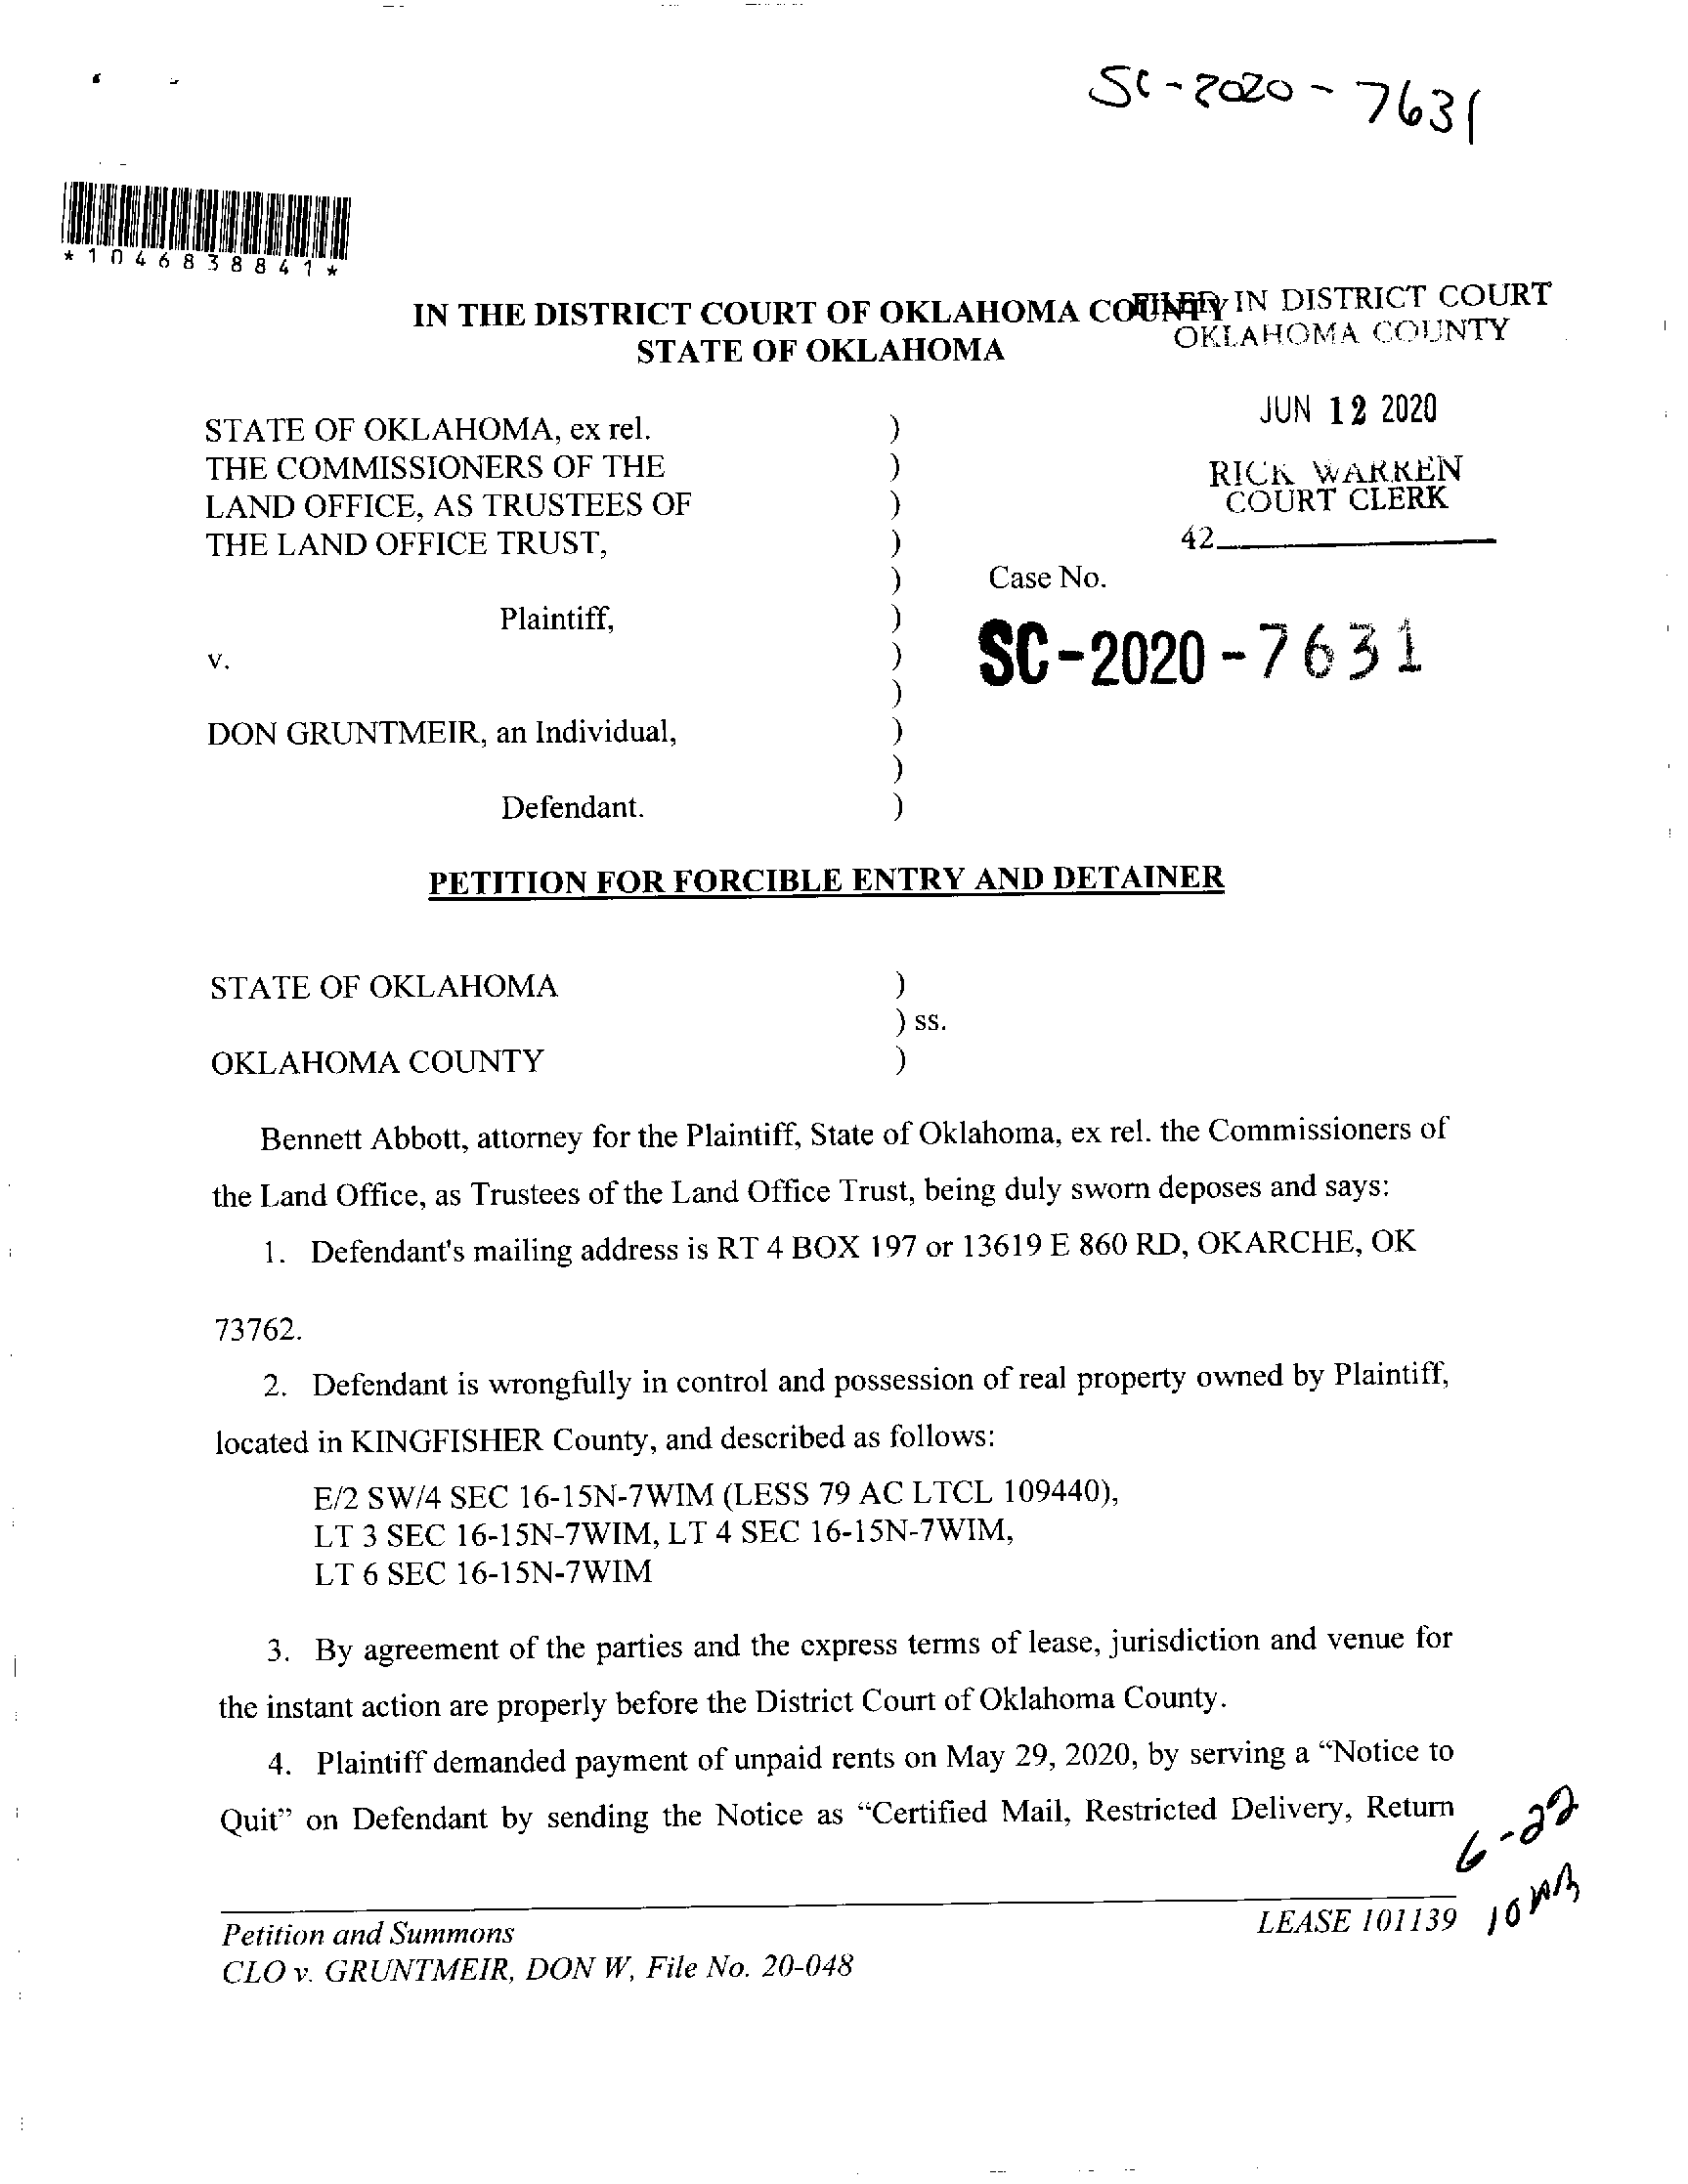 SC-2020-7631
*1046838841*
IN THE DISTRICT COURT OF OKLAHOMA COUNTY
STATE OF OKLAHOMA
FILED IN DISTRICT COURT
OKLAHOMA COUNTY
JUN 12 2020
RICK WARREN
COURT CLERK
42
STATE OF OKLAHOMA, ex rel. )
THE COMMISSIONERS OF THE )
LAND OFFICE, AS TRUSTEES OF )
THE LAND OFFICE TRUST, )
) Case No.
Plaintiff, )
v. ) SC-2020-7631
)
DON GRUNTMEIR, an Individual, )
)
Defendant. )
PETITION FOR FORCIBLE ENTRY AND DETAINER
STATE OF OKLAHOMA )
) ss.
OKLAHOMA COUNTY )
Bennett Abbott, attorney for the Plaintiff, State of Oklahoma, ex rel. the Commissioners of
the Land Office, as Trustees of the Land Office Trust, being duly sworn deposes and says:
1. Defendant's mailing address is RT 4 BOX 197 or 13619 E 860 RD, OKARCHE, OK
73762.
2. Defendant is wrongfully in control and possession of real property owned by Plaintiff,
located in KINGFISHER County, and described as follows:
E/2 SW/4 SEC 16-15N-7WIM (LESS 79 AC LTCL 109440),
LT 3 SEC 16-15N-7WIM, LT 4 SEC 16-15N-7WIM,
LT 6 SEC 16-15N-7WIM
3. By agreement of the parties and the express terms of lease, jurisdiction and venue for
the instant action are properly before the District Court of Oklahoma County.
4. Plaintiff demanded payment of unpaid rents on May 29, 2020, by serving a “Notice to
Quit” on Defendant by sending the Notice as “Certified Mail, Restricted Delivery, Return
6-22
Petition and Summons
LEASE 101139
CLO v. GRUNTMEIR, DON W, File No. 20-048